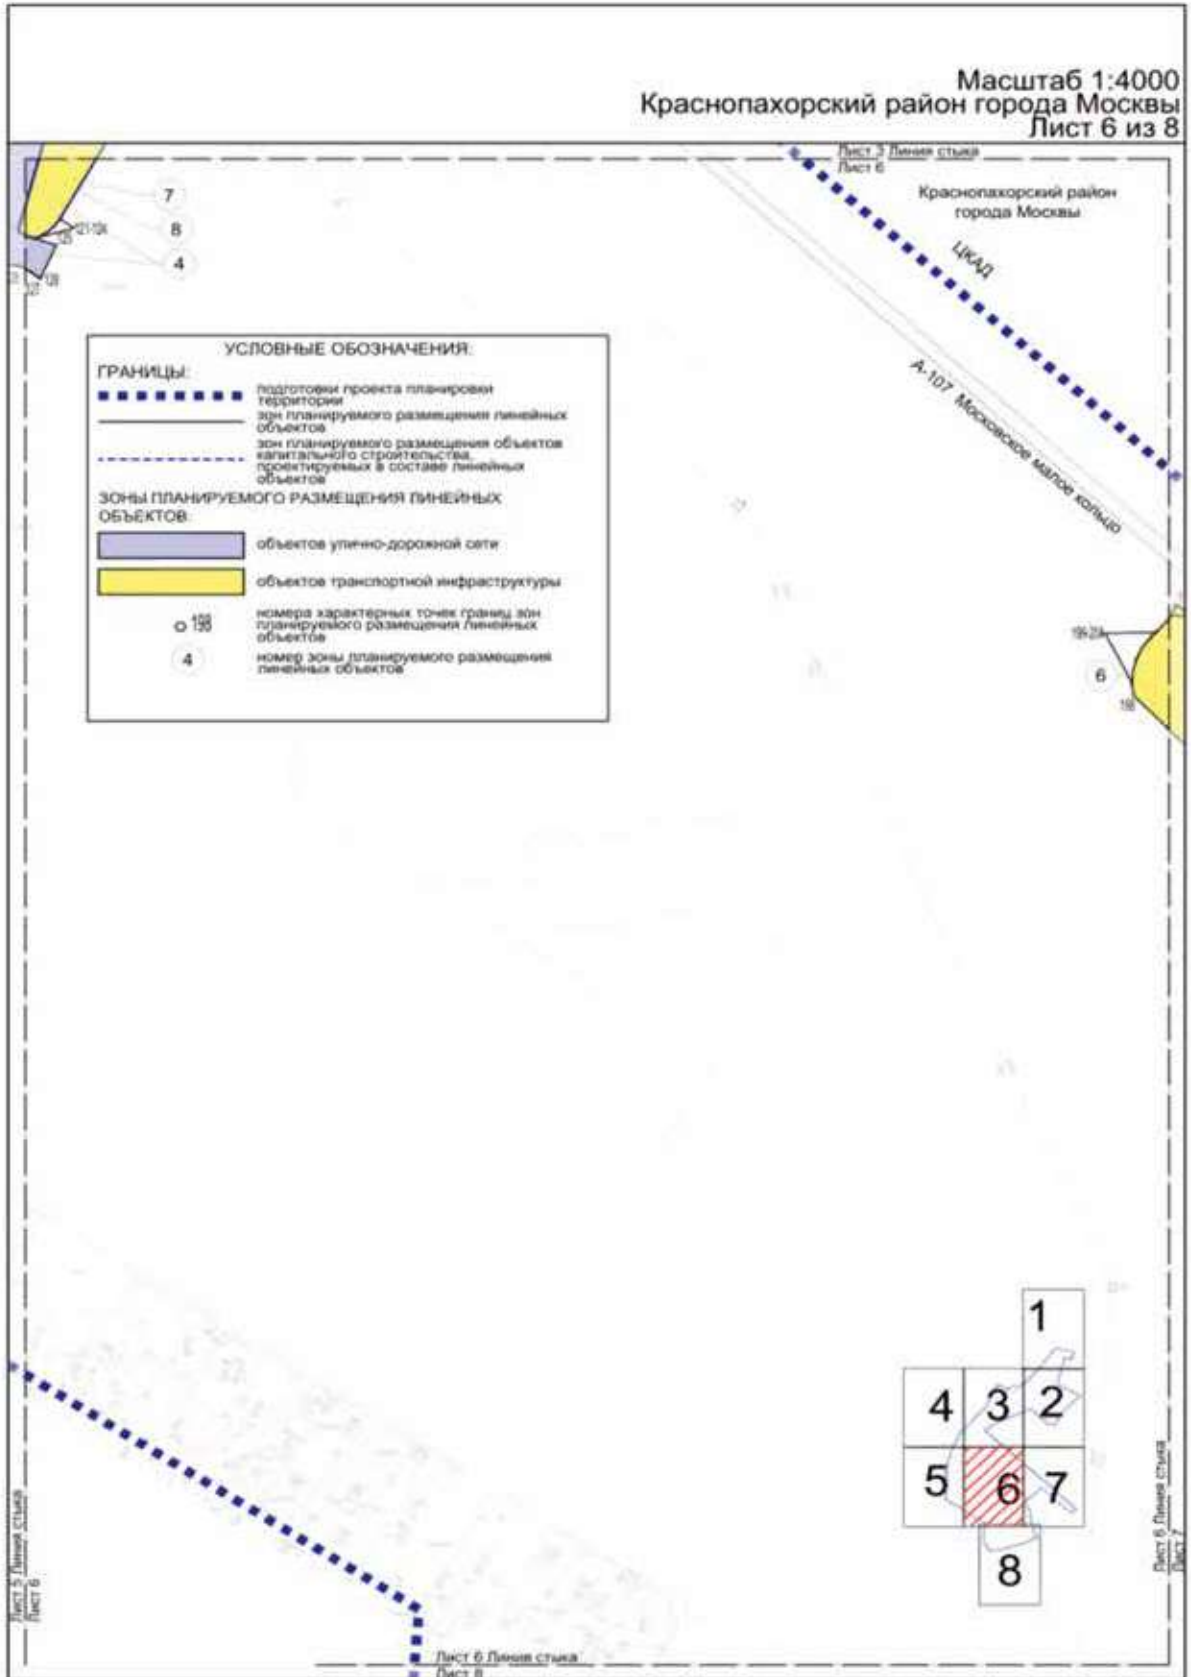 Масштаб 1:4000
Краснопахорский район города Москвы
Лист 6 из 8
Лист 3 Линия стыка
Лист 6
Краснопахорский район
города Москвы
ЦКАД
А-107 Московское малое кольцо
7
8
4
121-124
125
126
УСЛОВНЫЕ ОБОЗНАЧЕНИЯ:
ГРАНИЦЫ:
подготовки проекта планировки
территории
зон планируемого размещения линейных
объектов
зон планируемого размещения объектов
капитального строительства,
проектируемых в составе линейных
объектов
ЗОНЫ ПЛАНИРУЕМОГО РАЗМЕЩЕНИЯ ЛИНЕЙНЫХ
ОБЪЕКТОВ:
объектов улично-дорожной сети
объектов транспортной инфраструктуры
номера характерных точек границ зон
планируемого размещения линейных
объектов
4
номер зоны планируемого размещения
линейных объектов
6
198
1
4
3
2
5
6
7
8
Лист 5 Линия стыка
Лист 6
Лист 6 Линия стыка
Лист 7
Лист 6 Линия стыка
Лист 8